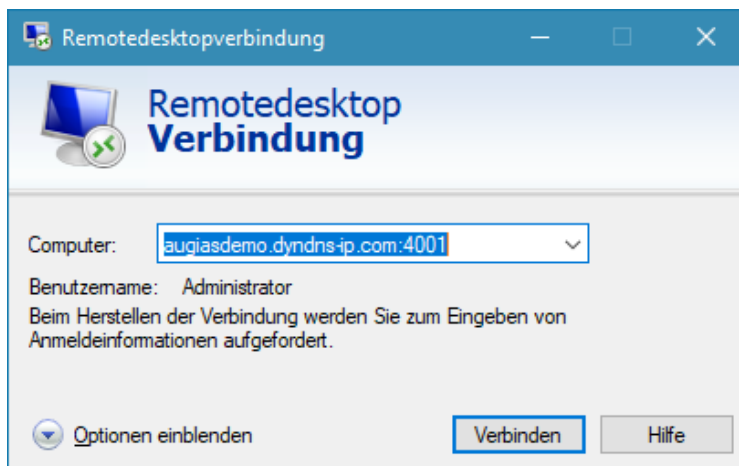 Remotedesktopverbindung
Remotedesktop
Verbindung
Computer: augiasdemo.dyndns-ip.com:4001
Benutzername: Administrator
Beim Herstellen der Verbindung werden Sie zum Eingeben von
Anmeldeinformationen aufgefordert.
Optionen einblenden Verbinden Hilfe